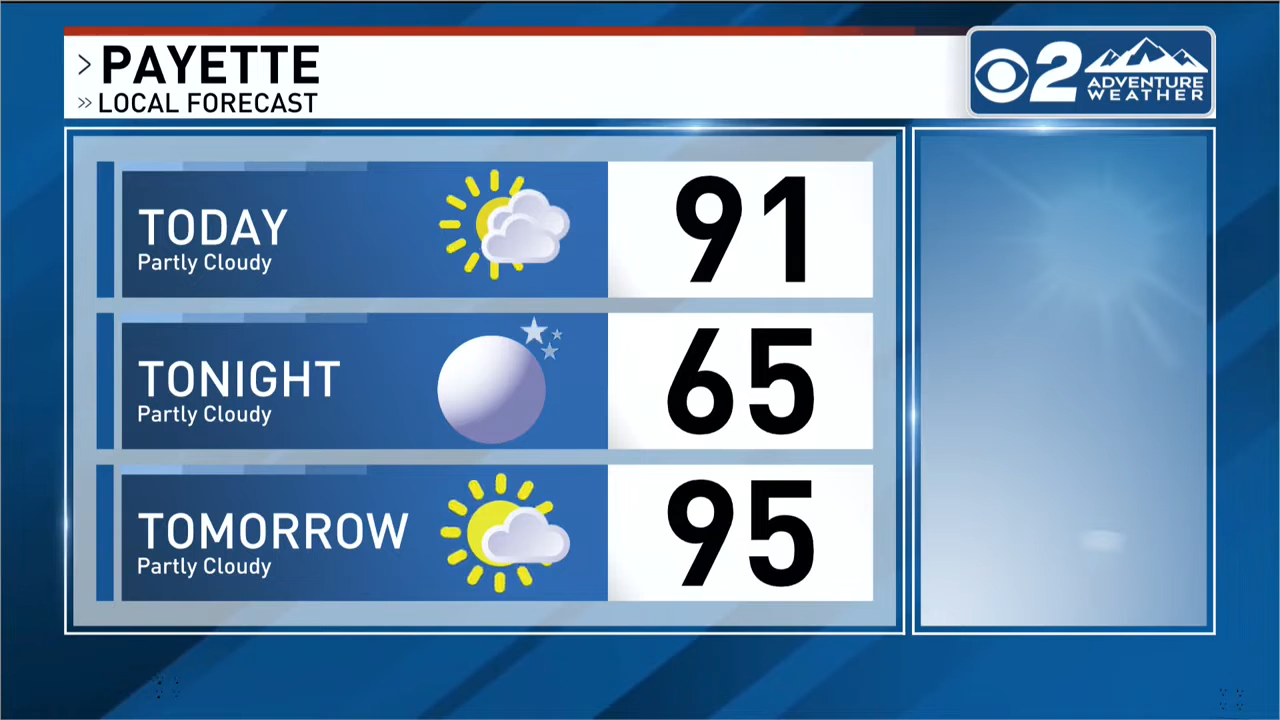 > PAYETTE
» LOCAL FORECAST
2 ADVENTURE
WEATHER
TODAY
Partly Cloudy
91
TONIGHT
Partly Cloudy
65
TOMORROW
Partly Cloudy
95